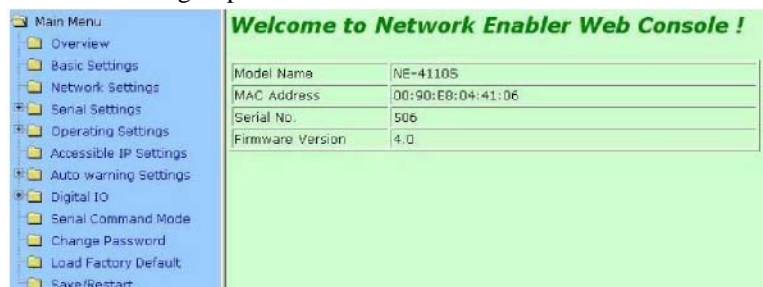 Main Menu
Overview
Basic Settings
Network Settings
Serial Settings
Operating Settings
Accessible IP Settings
Auto warning Settings
Digital IO
Serial Command Mode
Change Password
Load Factory Default
Save/Restart
Welcome to Network Enabler Web Console !
Model Name NE-4110S
MAC Address 00:90:E8:04:41:06
Serial No. 506
Firmware Version 4.0